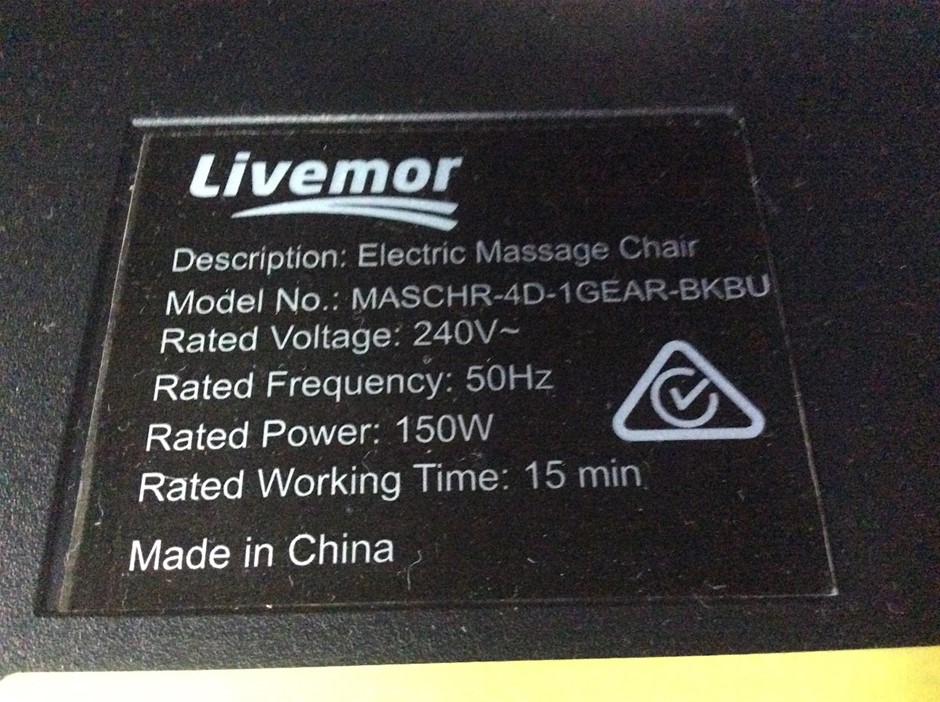 Livemor
Description: Electric Massage Chair
Model No.: MASCHR-4D-1GEAR-BKBU
Rated Voltage: 240V~
Rated Frequency: 50Hz
Rated Power: 150W
Rated Working Time: 15 min
Made in China